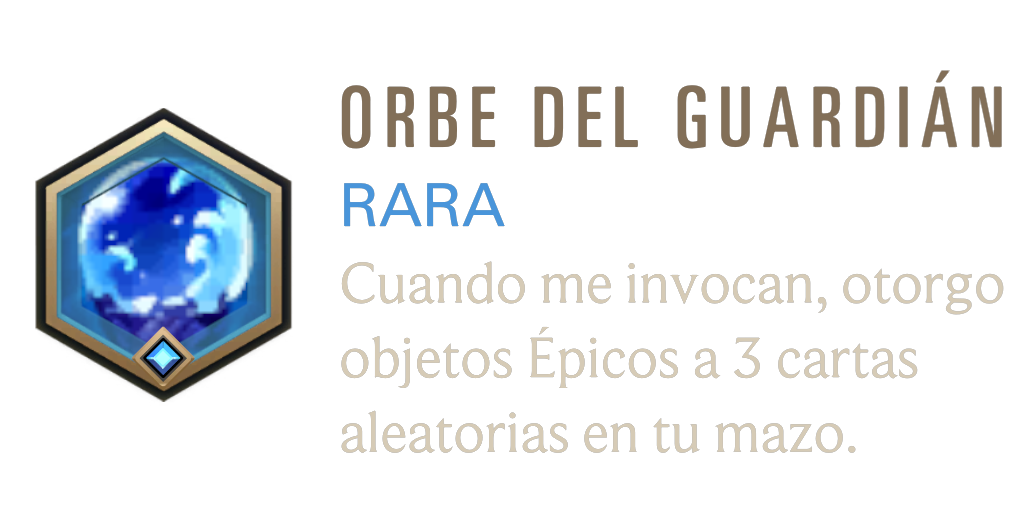 ORBE DEL GUARDIÁN
RARA
Cuando me invocan, otorgo
objetos Épicos a 3 cartas
aleatorias en tu mazo.